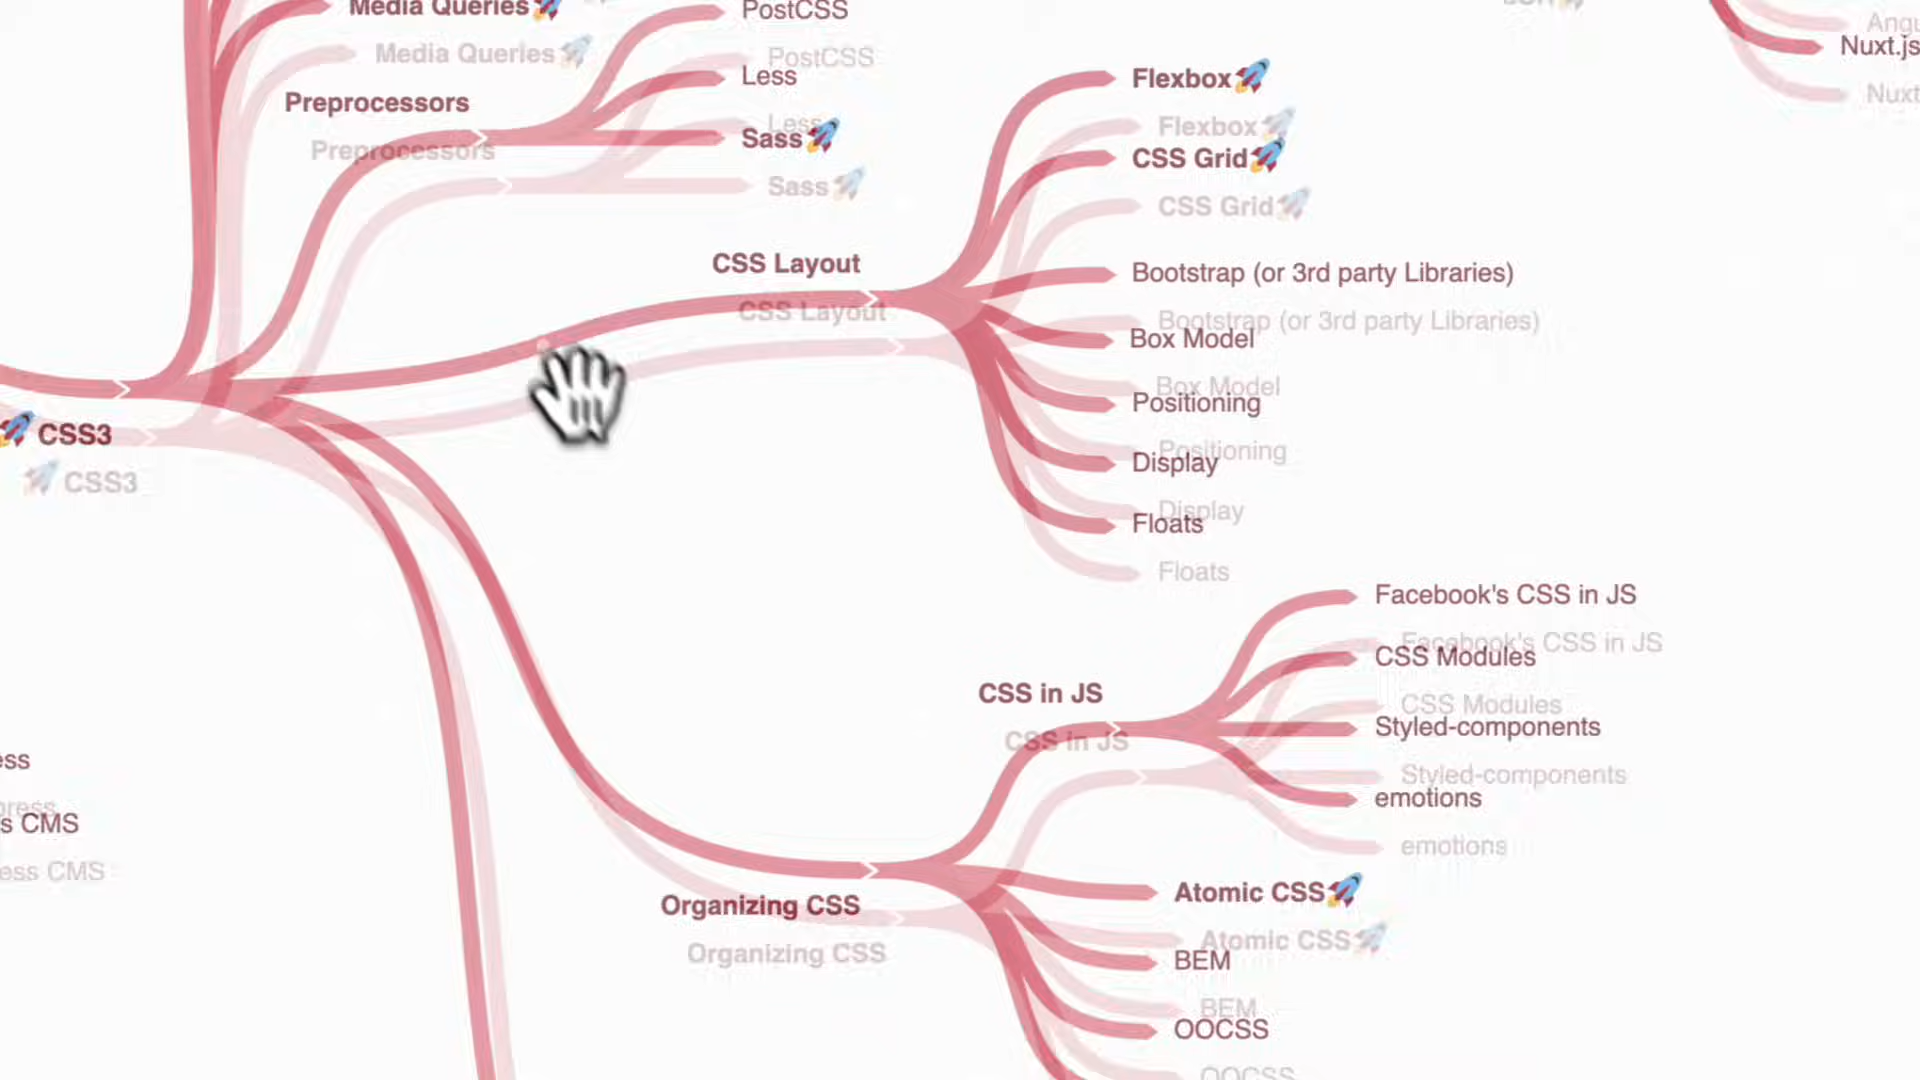 Media Queries
Media Queries
Preprocessors
Preprocessors
PostCSS
PostCSS
Less
Less
Sass
Sass
CSS Layout
CSS Layout
Flexbox
Flexbox
CSS Grid
CSS Grid
Bootstrap (or 3rd party Libraries)
Bootstrap (or 3rd party Libraries)
Box Model
Box Model
Positioning
Positioning
Display
Display
Floats
Floats
Nuxt.js
Nuxt
CSS3
CSS3
CSS in JS
CSS in JS
Facebook's CSS in JS
Facebook's CSS in JS
CSS Modules
CSS Modules
Styled-components
Styled-components
emotions
emotions
s CMS
ess CMS
Organizing CSS
Organizing CSS
Atomic CSS
Atomic CSS
BEM
BEM
OOCSS
OOCSS